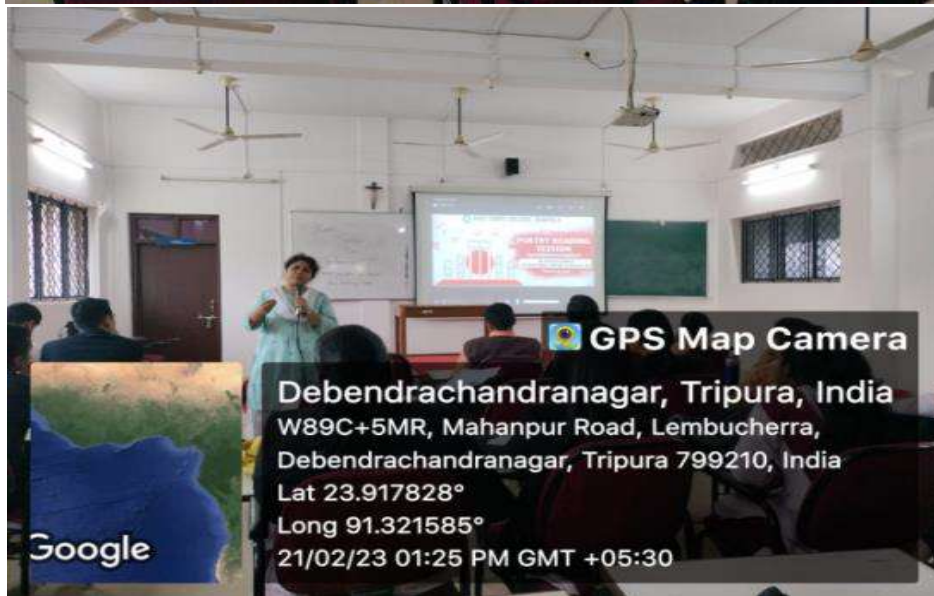 POETRY READING
SESSION
GPS Map Camera
Debendrachandranagar, Tripura, India
W89C+5MR, Mahanpur Road, Lembucherra,
Debendrachandranagar, Tripura 799210, India
Lat 23.917828°
Long 91.321585°
21/02/23 01:25 PM GMT +05:30
Google